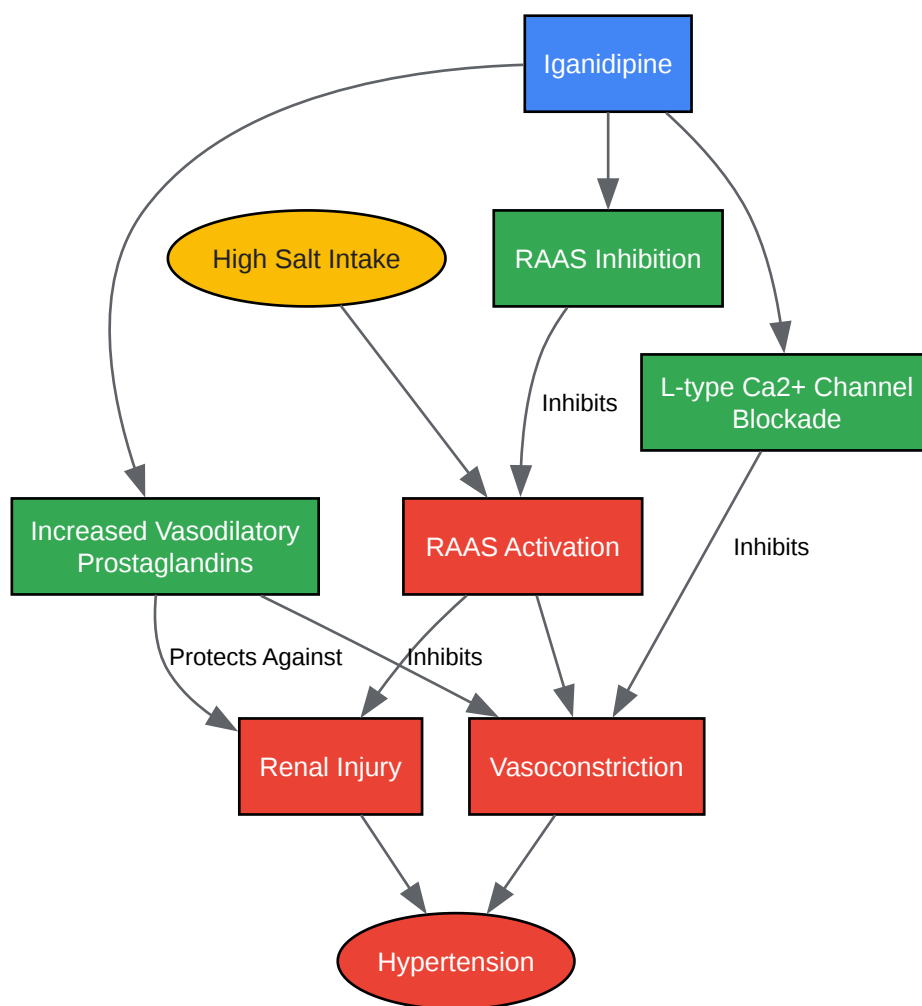 Iganidipine
High Salt Intake
RAAS Inhibition
L-type Ca2+ Channel
Blockade
Inhibits
Increased Vasodilatory
Prostaglandins
RAAS Activation
Inhibits
Protects Against
Inhibits
Renal Injury
Vasoconstriction
Hypertension